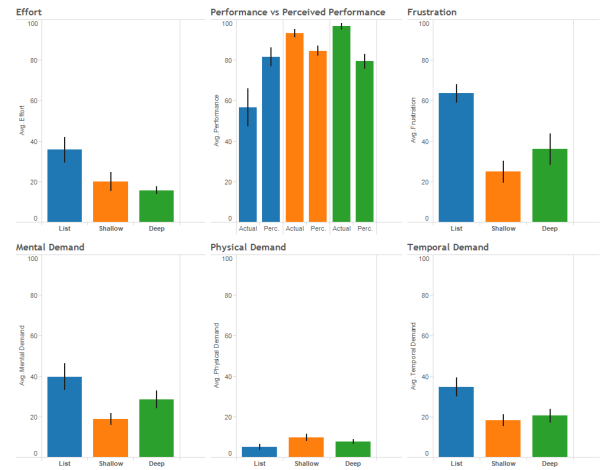 Effort
Performance vs Perceived Performance
Frustration
100
80
60
40
20
0
Avg. Effort
List Shallow Deep
100
80
60
40
20
0
Avg. Performance
Actual Perc. Actual Perc. Actual Perc.
100
80
60
40
20
0
Avg. Frustration
List Shallow Deep
Mental Demand
Physical Demand
Temporal Demand
100
80
60
40
20
0
Avg. Mental Demand
List Shallow Deep
100
80
60
40
20
0
Avg. Physical Demand
List Shallow Deep
100
80
60
40
20
0
Avg. Temporal Demand
List Shallow Deep